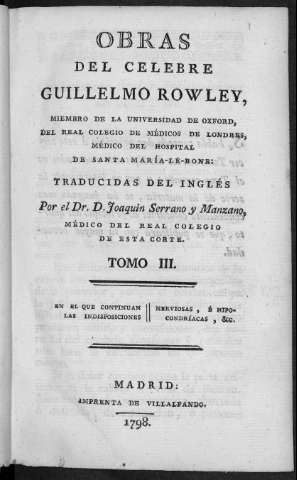 OBRAS
DEL CELEBRE
GUILLELMO ROWLEY,
MIEMBRO DE LA UNIVERSIDAD DE OXFORD,
DEL REAL COLEGIO DE MÉDICOS DE LONDRES,
MÉDICO DEL HOSPITAL
DE SANTA MARÍA-LE-BONE:
TRADUCIDAS DEL INGLÉS
Por el Dr. D. Joaquin Serrano y Manzano,
MÉDICO DEL REAL COLEGIO
DE ESTA CORTE.
TOMO III.
EN EL QUE CONTINUAN
LAS INDISPOSICIONES
NERVIOSAS, É HIPO-
CONDRÍACAS, &c.
MADRID:
IMPRENTA DE VILLALPANDO.
1798.